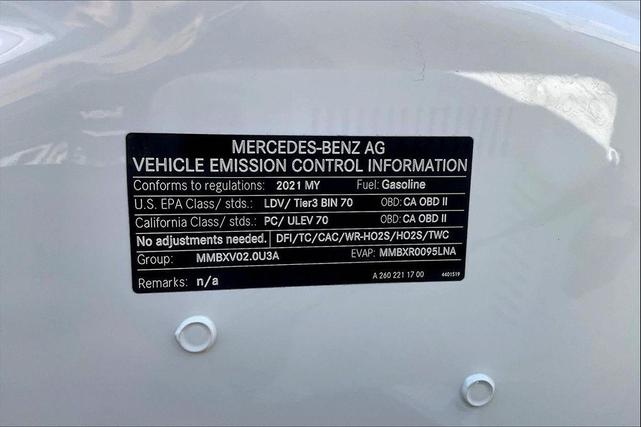 MERCEDES-BENZ AG
VEHICLE EMISSION CONTROL INFORMATION
Conforms to regulations: 2021 MY Fuel: Gasoline
U.S. EPA Class/ stds.: LDV/ Tier3 BIN 70 OBD: CA OBD II
California Class/ stds.: PC/ ULEV 70 OBD: CA OBD II
No adjustments needed. DFI/TC/CAC/WR-HO2S/HO2S/TWC
Group: MMBXV02.0U3A EVAP: MMBXR0095LNA
A 260 221 17 00 4401519
Remarks: n/a